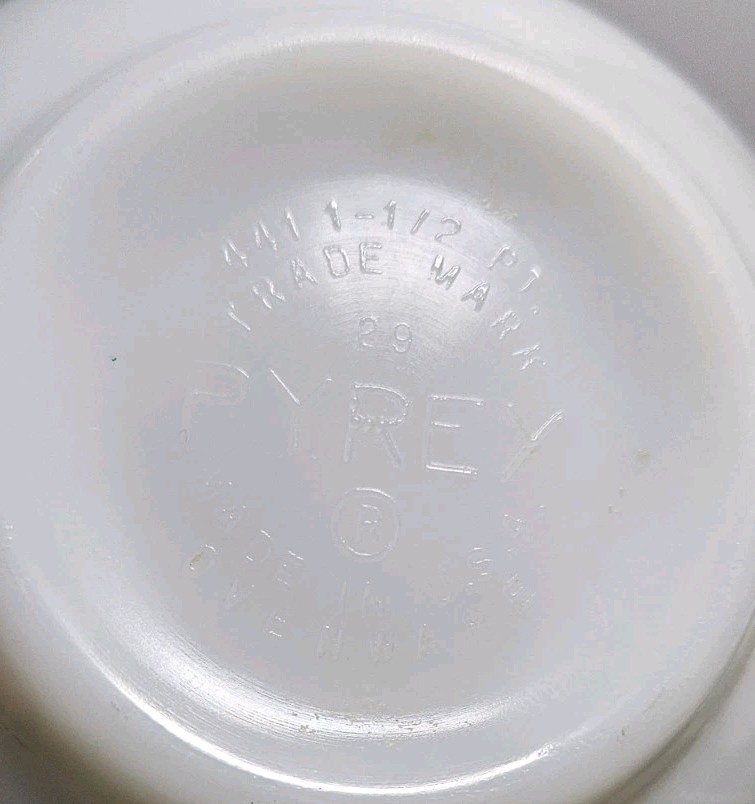 441 1-1/2 PT.
TRADE MARK
29
PYREX
®
MADE IN U.S.A.
OVENWARE